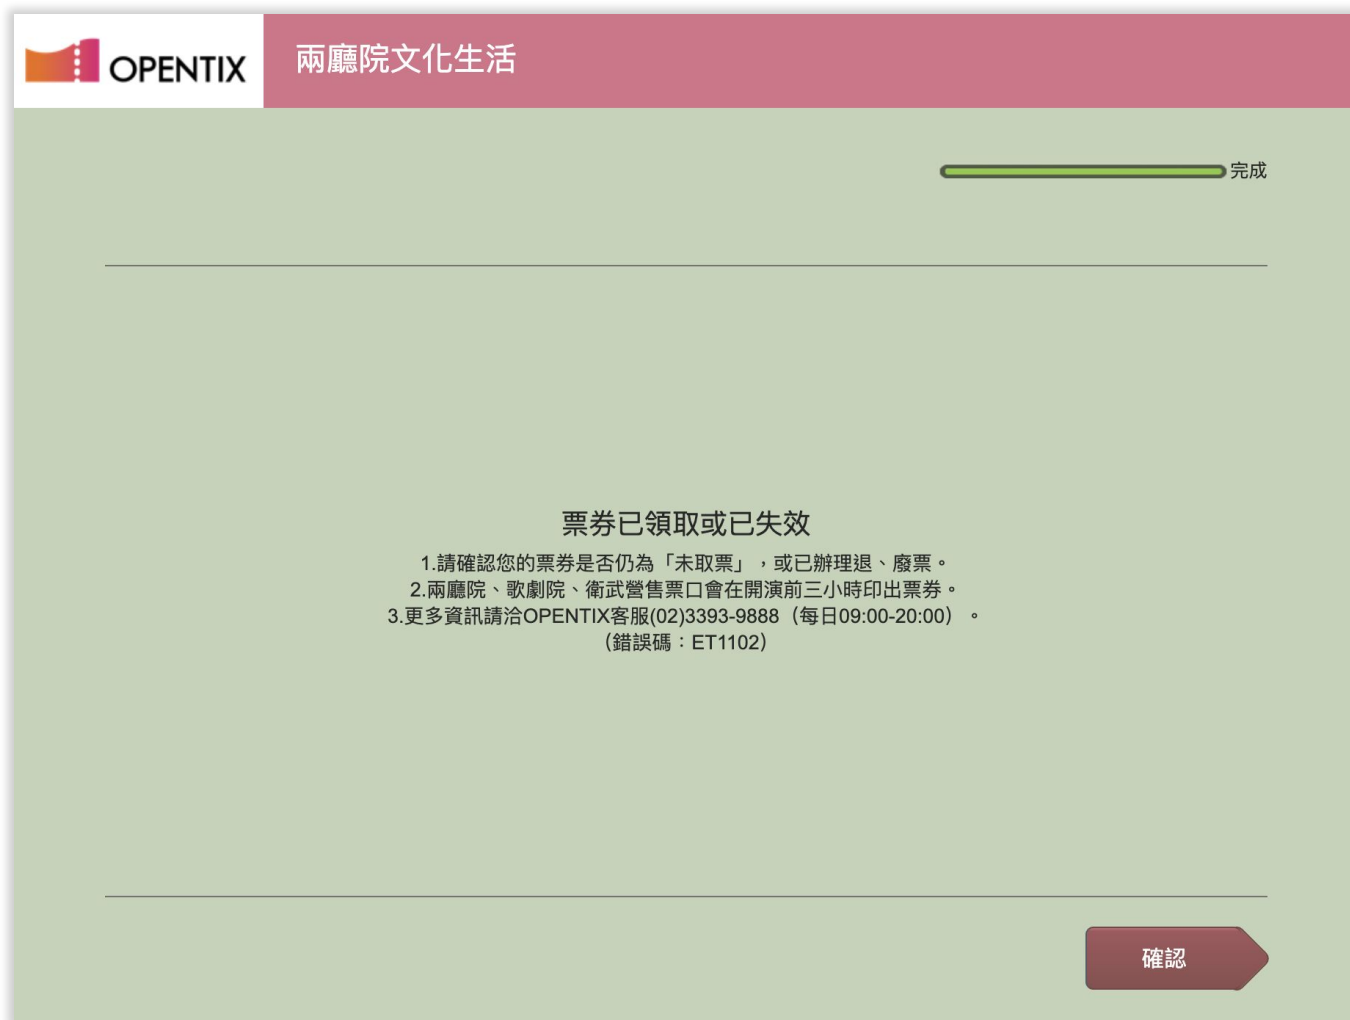 OPENTIX
兩廳院文化生活
完成
票券已領取或已失效
1.請確認您的票券是否仍為「未取票」，或已辦理退、廢票。
2.兩廳院、歌劇院、衛武營售票口會在開演前三小時印出票券。
3.更多資訊請洽OPENTIX客服(02)3393-9888（每日09:00-20:00）。
（錯誤碼：ET1102）
確認